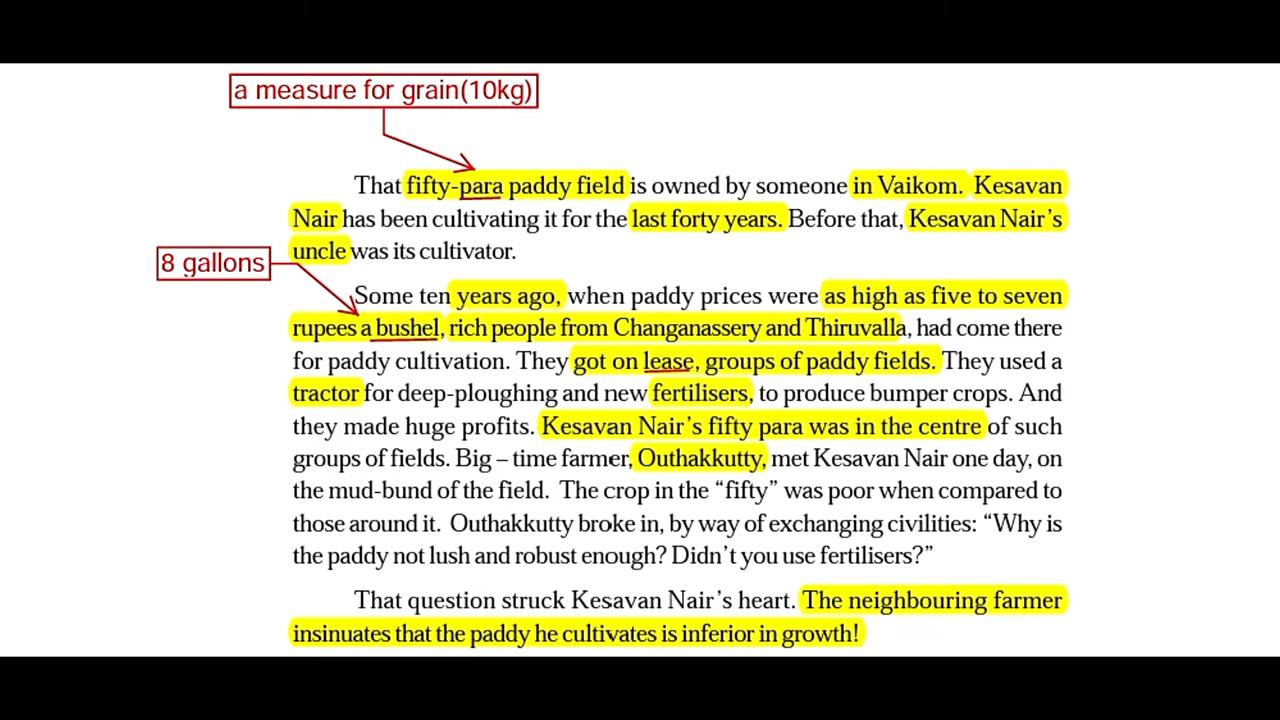 a measure for grain(10kg)
That fifty-para paddy field is owned by someone in Vaikom. Kesavan
Nair has been cultivating it for the last forty years. Before that, Kesavan Nair’s
uncle was its cultivator.
8 gallons
Some ten years ago, when paddy prices were as high as five to seven
rupees a bushel, rich people from Changanassery and Thiruvalla, had come there
for paddy cultivation. They got on lease, groups of paddy fields. They used a
tractor for deep-ploughing and new fertilisers, to produce bumper crops. And
they made huge profits. Kesavan Nair’s fifty para was in the centre of such
groups of fields. Big – time farmer, Outhakkutty, met Kesavan Nair one day, on
the mud-bund of the field. The crop in the “fifty” was poor when compared to
those around it. Outhakkutty broke in, by way of exchanging civilities: “Why is
the paddy not lush and robust enough? Didn’t you use fertilisers?”
That question struck Kesavan Nair’s heart. The neighbouring farmer
insinuates that the paddy he cultivates is inferior in growth!